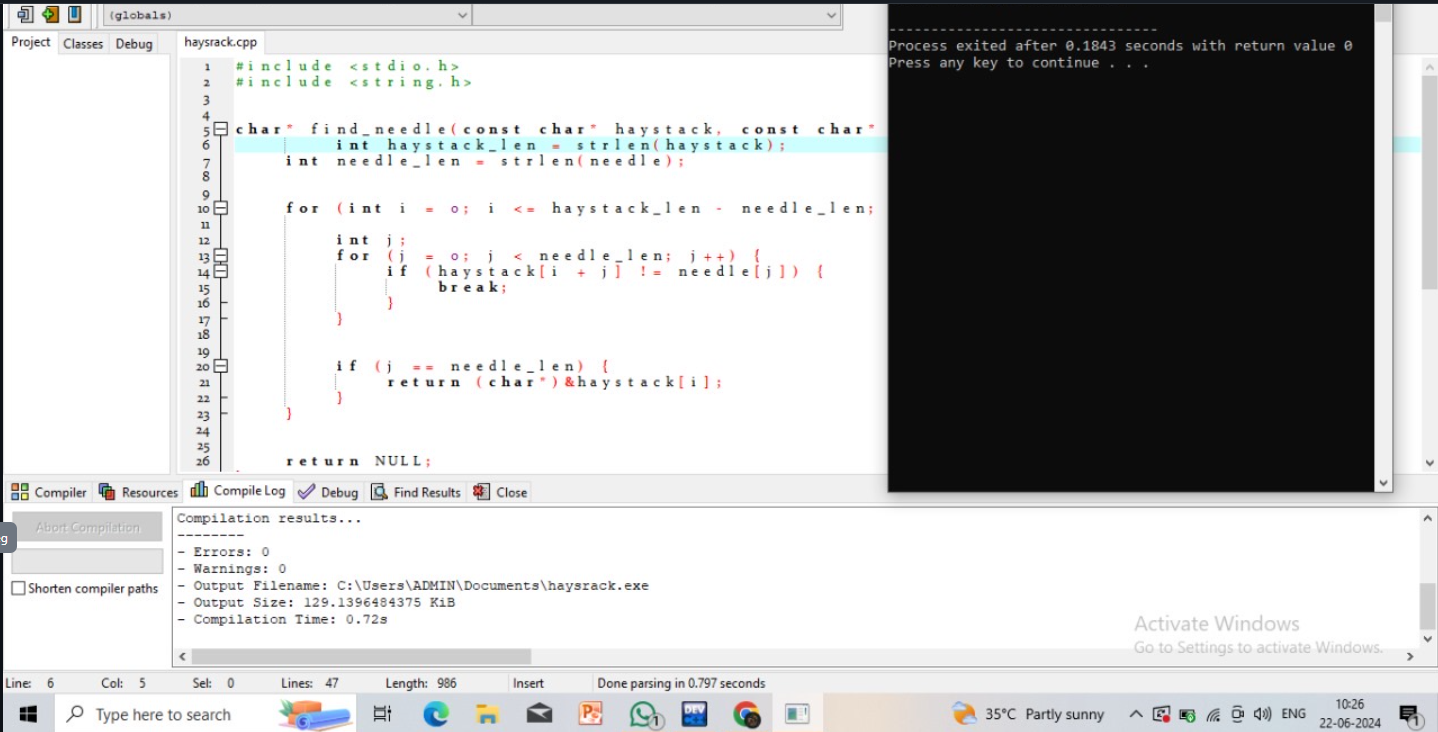 (globals)
Project Classes Debug
haysrack.cpp
1 #include <stdio.h>
2 #include <string.h>
3
4
5 char* find_needle(const char* haystack, const char*
6 int haystack_len = strlen(haystack);
7 int needle_len = strlen(needle);
8
9
10 for (int i = 0; i <= haystack_len - needle_len;
11
12 int j;
13 for (j = 0; j < needle_len; j++) {
14 if (haystack[i + j] != needle[j]) {
15 break;
16 }
17 }
18
19
20 if (j == needle_len) {
21 return (char*)&haystack[i];
22 }
23 }
24
25
26 return NULL;
--------------------------------
Process exited after 0.1843 seconds with return value 0
Press any key to continue . . .
Compiler Resources Compile Log Debug Find Results Close
Abort Compilation
g
Shorten compiler paths
Compilation results...
--------
- Errors: 0
- Warnings: 0
- Output Filename: C:\Users\ADMIN\Documents\haysrack.exe
- Output Size: 129.1396484375 KiB
- Compilation Time: 0.72s
Activate Windows
Go to Settings to activate Windows.
Line: 6 Col: 5 Sel: 0 Lines: 47 Length: 986 Insert Done parsing in 0.797 seconds
Type here to search
DEV
1
35°C Partly sunny
ENG
10:26
22-06-2024
1